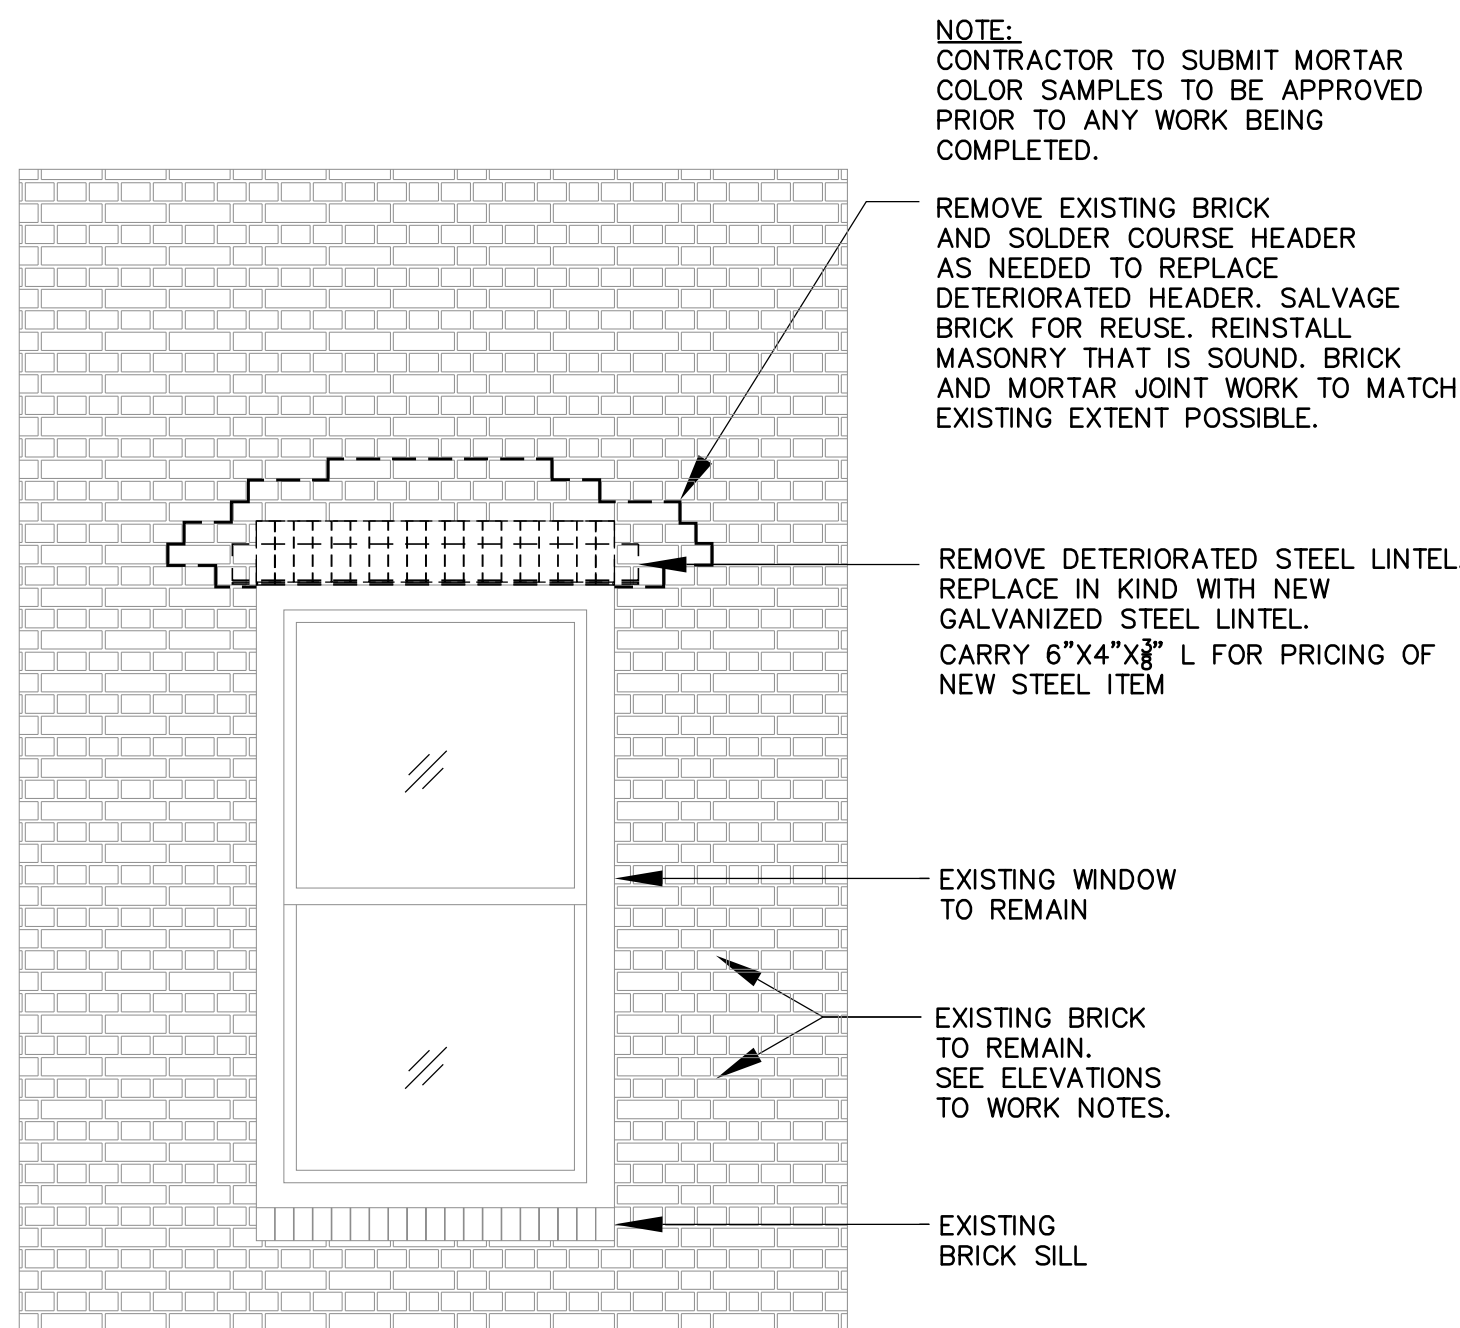 NOTE:
CONTRACTOR TO SUBMIT MORTAR
COLOR SAMPLES TO BE APPROVED
PRIOR TO ANY WORK BEING
COMPLETED.
REMOVE EXISTING BRICK
AND SOLDER COURSE HEADER
AS NEEDED TO REPLACE
DETERIORATED HEADER. SALVAGE
BRICK FOR REUSE. REINSTALL
MASONRY THAT IS SOUND. BRICK
AND MORTAR JOINT WORK TO MATCH
EXISTING EXTENT POSSIBLE.
REMOVE DETERIORATED STEEL LINTEL.
REPLACE IN KIND WITH NEW
GALVANIZED STEEL LINTEL.
CARRY 6"X4"X3/8" L FOR PRICING OF
NEW STEEL ITEM
EXISTING WINDOW
TO REMAIN
EXISTING BRICK
TO REMAIN.
SEE ELEVATIONS
TO WORK NOTES.
EXISTING
BRICK SILL